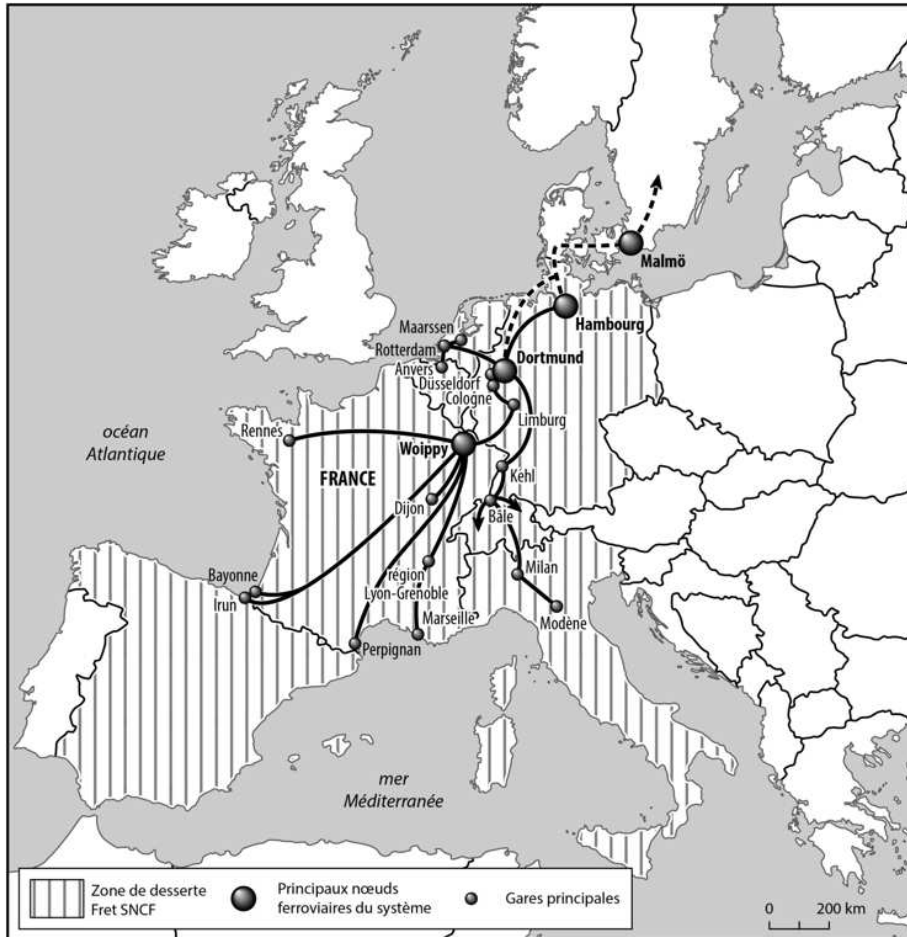 Malmö
Hambourg
Maarssen
Rotterdam
Dortmund
Anvers
Düsseldorf
Cologne
Limburg
océan
Atlantique
Rennes
Woippy
FRANCE
Kéhl
Dijon
Bâle
Bayonne
Irun
région
Lyon-Grenoble
Milan
Marseille
Modène
Perpignan
mer
Méditerranée
Zone de desserte
Fret SNCF
Principaux nœuds
ferroviaires du système
Gares principales
0 200 km